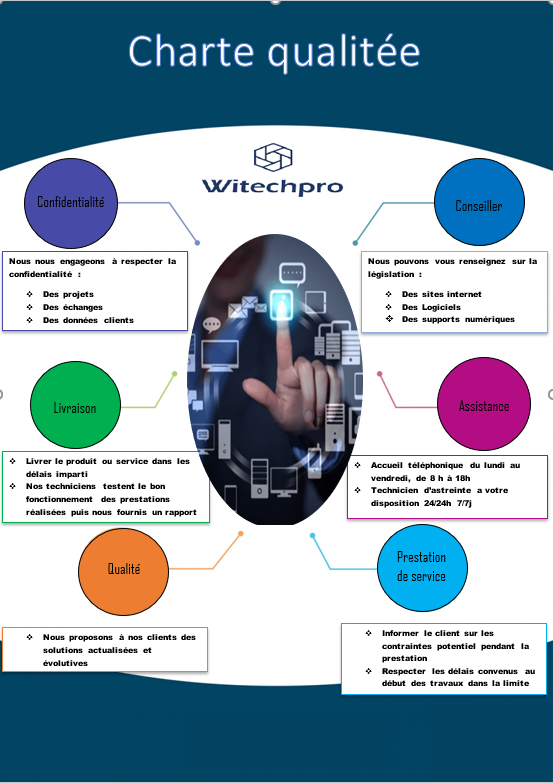 Charte qualitée
Witechpro
Confidentialité
Nous nous engageons à respecter la
confidentialité :
❖ Des projets
❖ Des échanges
❖ Des données clients
Conseiller
Nous pouvons vous renseignez sur la
législation :
❖ Des sites internet
❖ Des Logiciels
❖ Des supports numériques
Livraison
❖ Livrer le produit ou service dans les
délais imparti
❖ Nos techniciens testent le bon
fonctionnement des prestations
réalisées puis nous fournis un rapport
Assistance
❖ Accueil téléphonique du lundi au
vendredi, de 8 h à 18h
❖ Technicien d’astreinte a votre
disposition 24/24h 7/7j
Qualité
❖ Nous proposons à nos clients des
solutions actualisées et
évolutives
Prestation
de service
❖ Informer le client sur les
contraintes potentiel pendant la
prestation
❖ Respecter les délais convenus au
début des travaux dans la limite